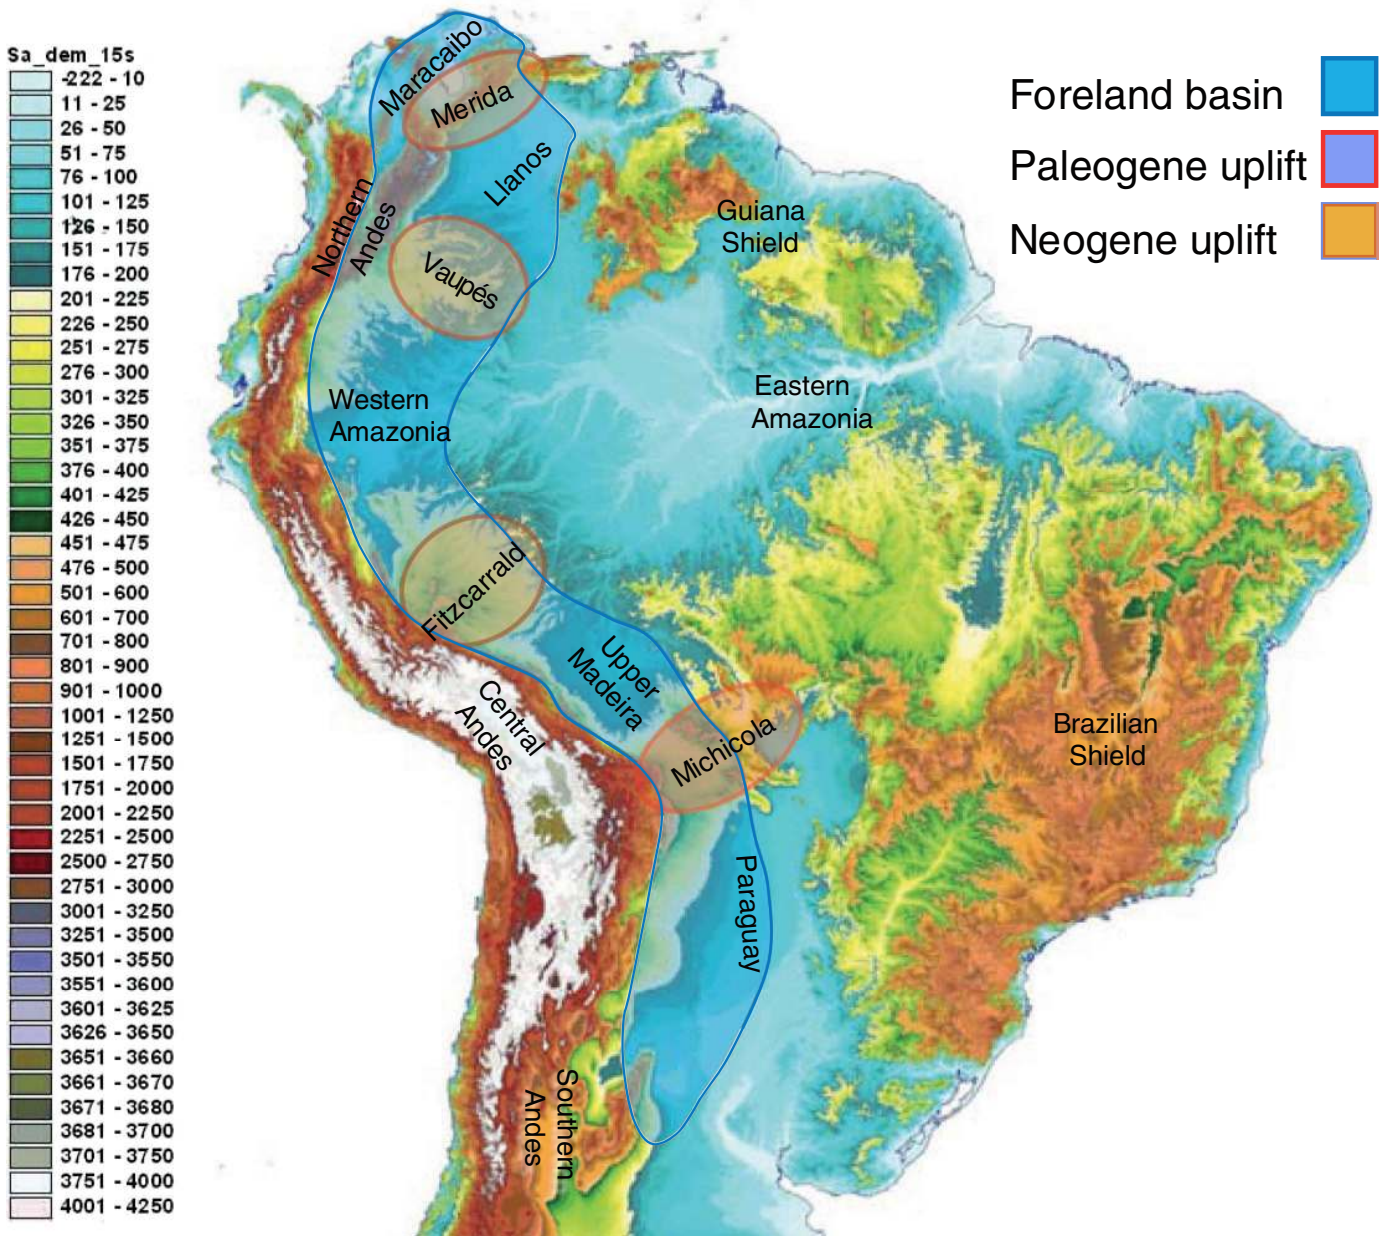 Sa_dem_15s
-222 - 10
11 - 25
26 - 50
51 - 75
76 - 100
101 - 125
126 - 150
151 - 175
176 - 200
201 - 225
226 - 250
251 - 275
276 - 300
301 - 325
326 - 350
351 - 375
376 - 400
401 - 425
426 - 450
451 - 475
476 - 500
501 - 600
601 - 700
701 - 800
801 - 900
901 - 1000
1001 - 1250
1251 - 1500
1501 - 1750
1751 - 2000
2001 - 2250
2251 - 2500
2500 - 2750
2751 - 3000
3001 - 3250
3251 - 3500
3501 - 3550
3551 - 3600
3601 - 3625
3626 - 3650
3651 - 3660
3661 - 3670
3671 - 3680
3681 - 3700
3701 - 3750
3751 - 4000
4001 - 4250
Foreland basin
Paleogene uplift
Neogene uplift
Maracaibo
Merida
Llanos
Northern
Andes
Vaupés
Guiana
Shield
Western
Amazonia
Eastern
Amazonia
Fitzcarrald
Upper
Madeira
Central
Andes
Michicola
Brazilian
Shield
Paraguay
Southern
Andes